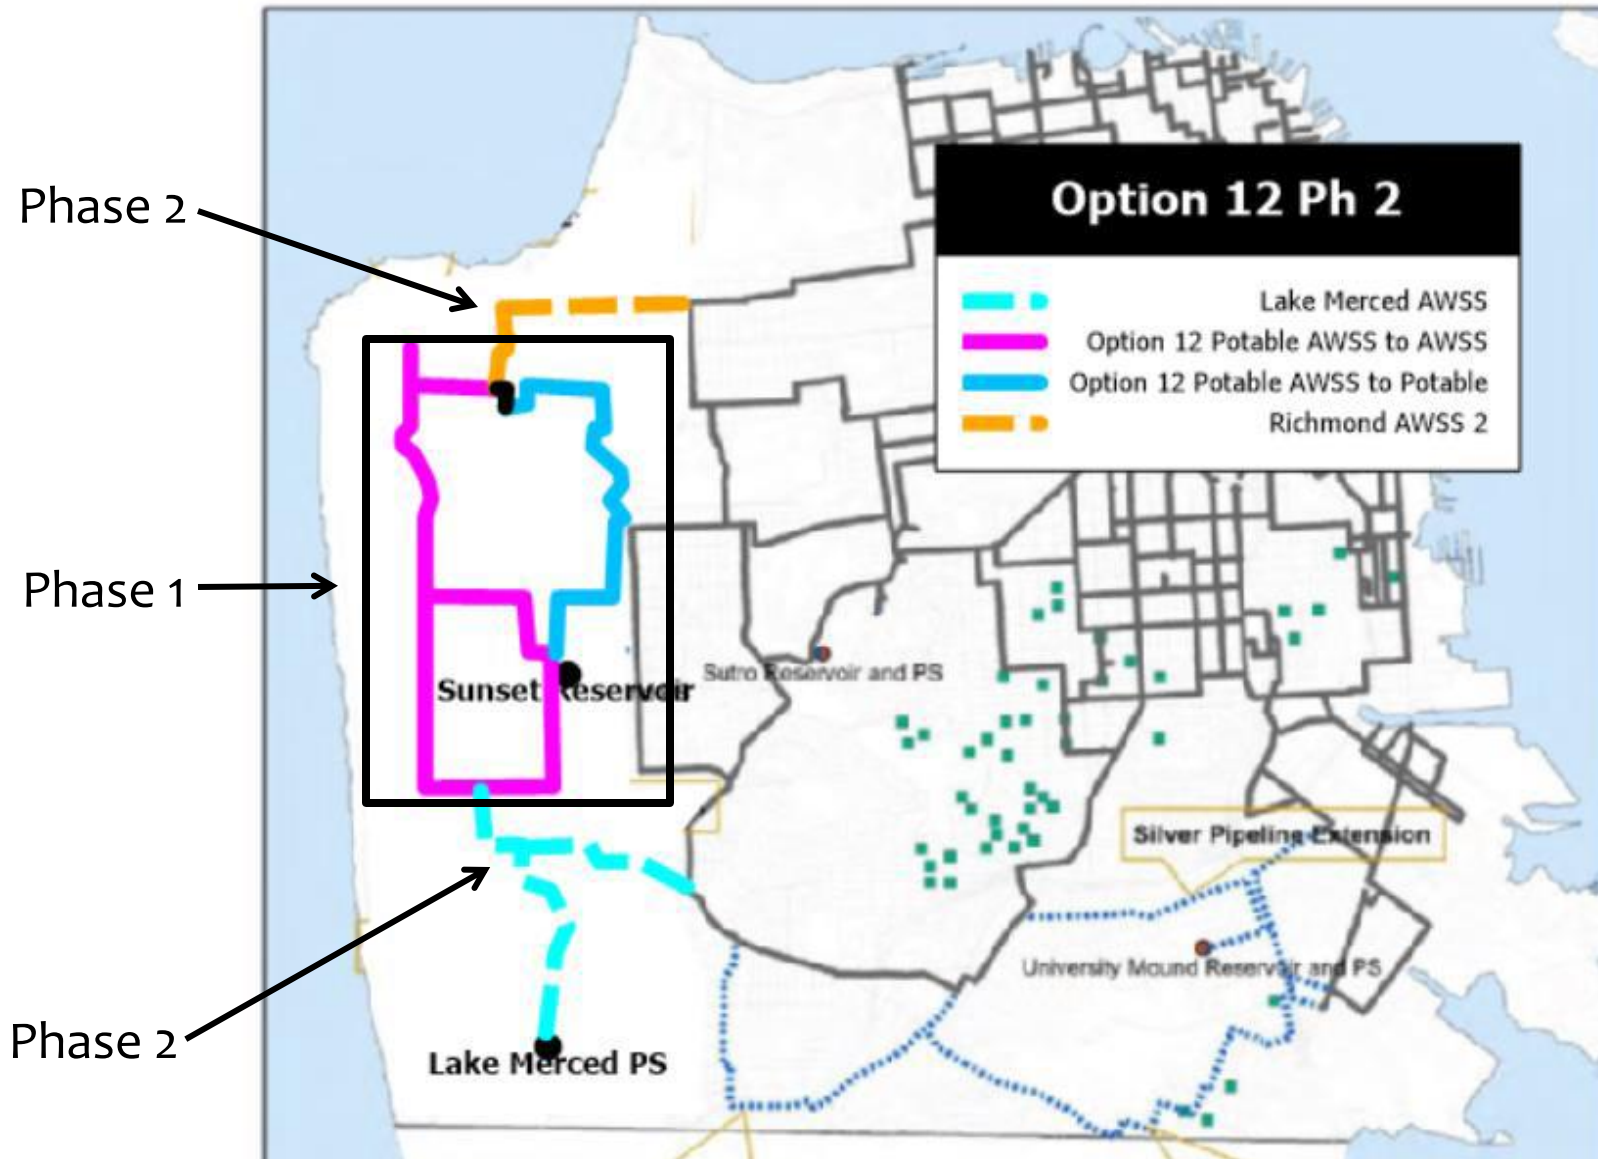 Phase 2
Option 12 Ph 2
Lake Merced AWSS
Option 12 Potable AWSS to AWSS
Option 12 Potable AWSS to Potable
Richmond AWSS 2
Phase 1
Sutro Reservoir and PS
Sunset Reservoir
Silver Pipeline Extension
University Mound Reservoir and PS
Phase 2
Lake Merced PS